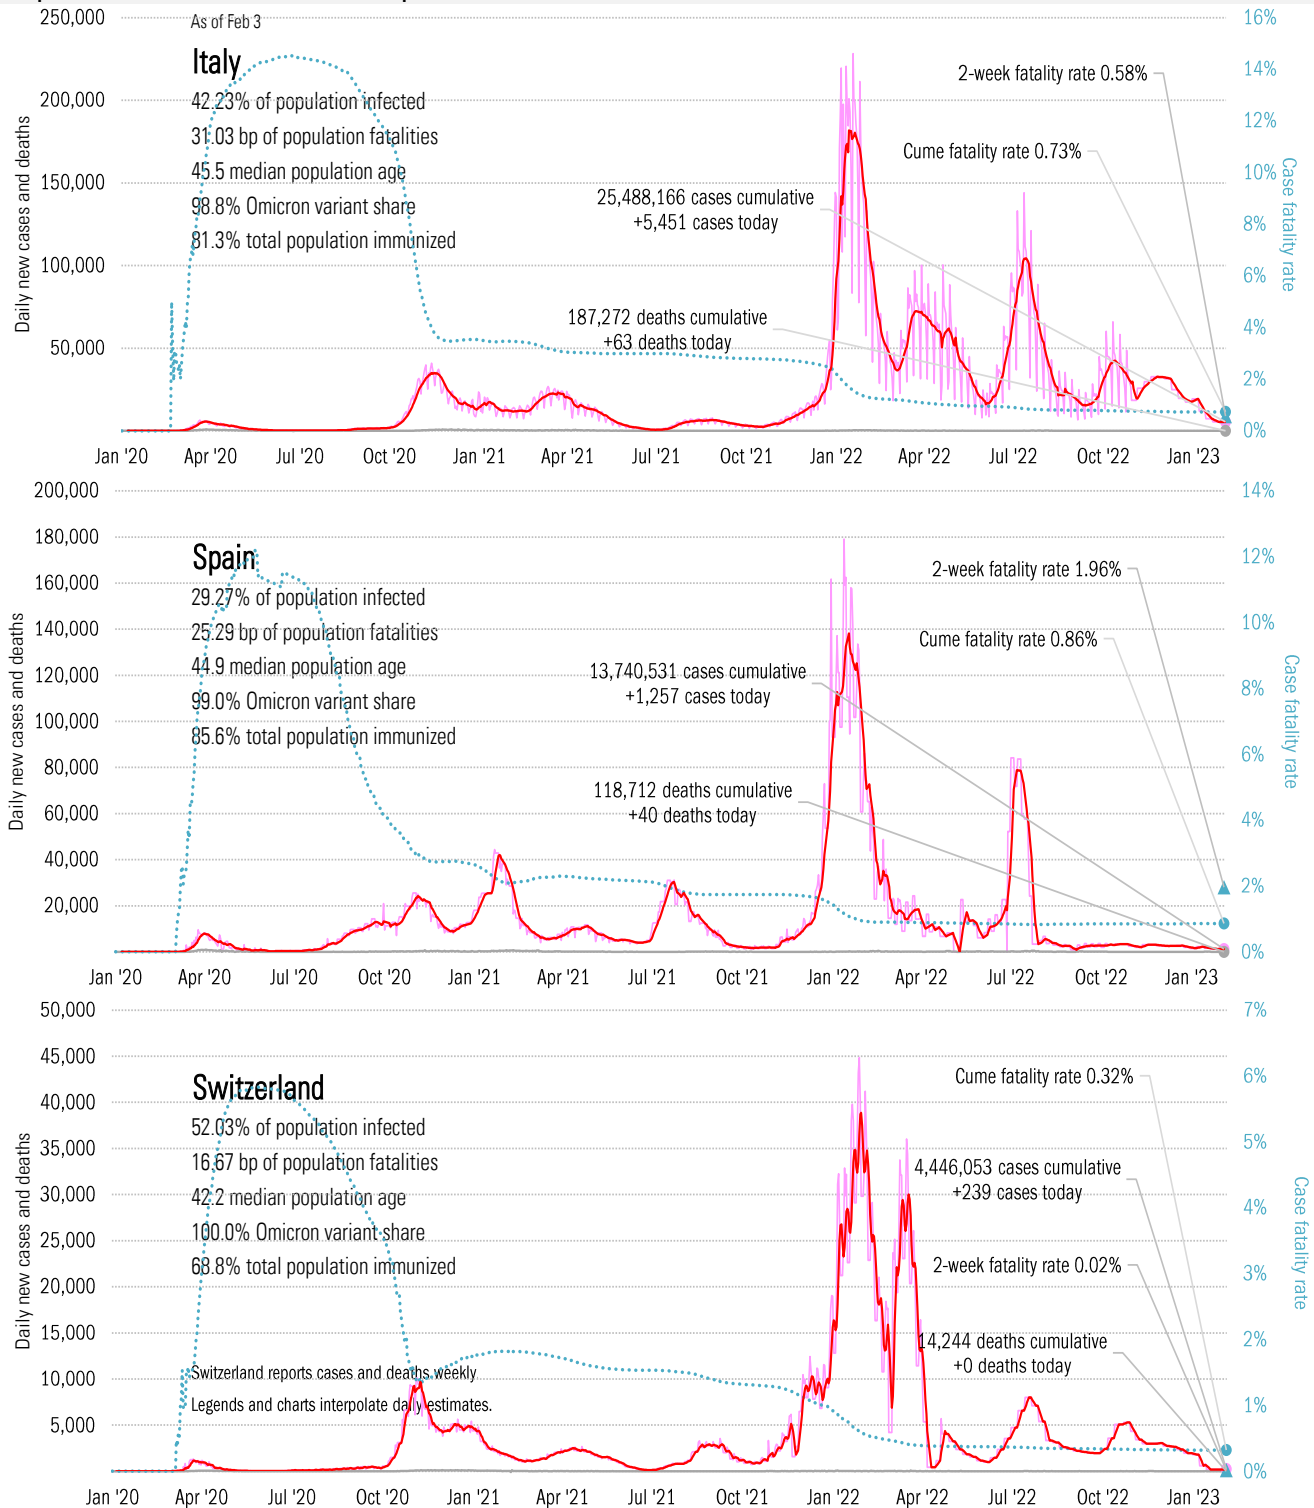 As of Feb 3
Italy
42.23% of population infected
31.03 bp of population fatalities
45.5 median population age
98.8% Omicron variant share
81.3% total population immunized
2-week fatality rate 0.58%
Cume fatality rate 0.73%
25,488,166 cases cumulative
+5,451 cases today
187,272 deaths cumulative
+63 deaths today
Daily new cases and deaths
250,000
200,000
150,000
100,000
50,000
Case fatality rate
16%
14%
12%
10%
8%
6%
4%
2%
0%
Jan '20 Apr '20 Jul '20 Oct '20 Jan '21 Apr '21 Jul '21 Oct '21 Jan '22 Apr '22 Jul '22 Oct '22 Jan '23
Spain
29.27% of population infected
25.29 bp of population fatalities
44.9 median population age
99.0% Omicron variant share
85.6% total population immunized
2-week fatality rate 1.96%
Cume fatality rate 0.86%
13,740,531 cases cumulative
+1,257 cases today
118,712 deaths cumulative
+40 deaths today
Daily new cases and deaths
200,000
180,000
160,000
140,000
120,000
100,000
80,000
60,000
40,000
20,000
Case fatality rate
14%
12%
10%
8%
6%
4%
2%
0%
Jan '20 Apr '20 Jul '20 Oct '20 Jan '21 Apr '21 Jul '21 Oct '21 Jan '22 Apr '22 Jul '22 Oct '22 Jan '23
Switzerland
52.03% of population infected
16.67 bp of population fatalities
42.2 median population age
100.0% Omicron variant share
68.8% total population immunized
Switzerland reports cases and deaths weekly
Legends and charts interpolate daily estimates.
Cume fatality rate 0.32%
4,446,053 cases cumulative
+239 cases today
2-week fatality rate 0.02%
14,244 deaths cumulative
+0 deaths today
Daily new cases and deaths
50,000
45,000
40,000
35,000
30,000
25,000
20,000
15,000
10,000
5,000
Case fatality rate
7%
6%
5%
4%
3%
2%
1%
0%
Jan '20 Apr '20 Jul '20 Oct '20 Jan '21 Apr '21 Jul '21 Oct '21 Jan '22 Apr '22 Jul '22 Oct '22 Jan '23